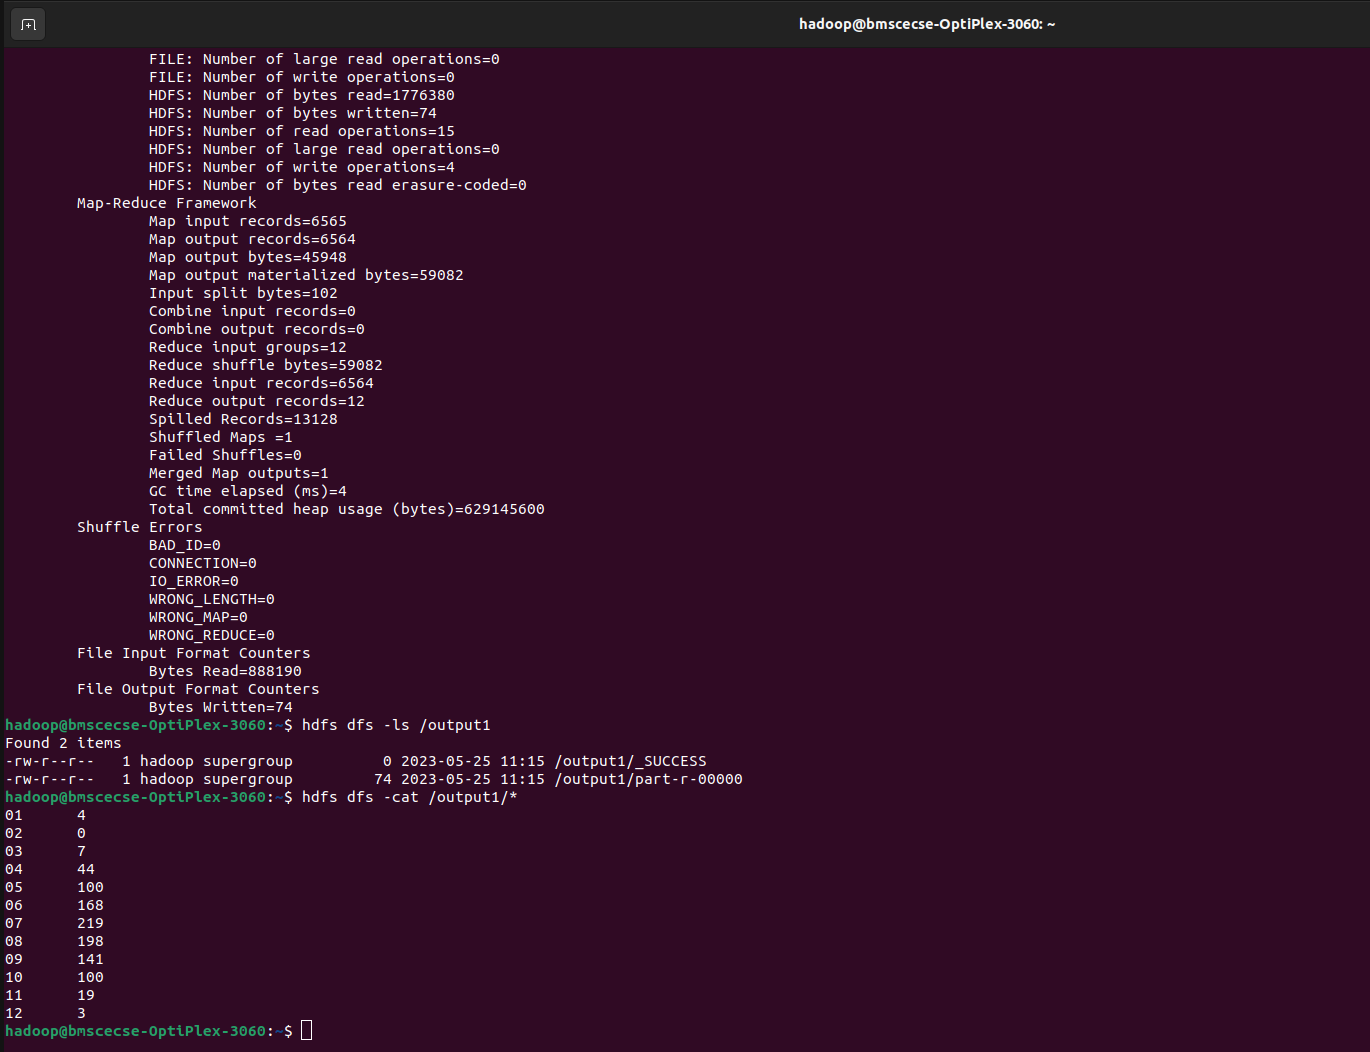 hadoop@bmscecse-OptiPlex-3060: ~
FILE: Number of large read operations=0
FILE: Number of write operations=0
HDFS: Number of bytes read=1776380
HDFS: Number of bytes written=74
HDFS: Number of read operations=15
HDFS: Number of large read operations=0
HDFS: Number of write operations=4
HDFS: Number of bytes read erasure-coded=0
Map-Reduce Framework
Map input records=6565
Map output records=6564
Map output bytes=45948
Map output materialized bytes=59082
Input split bytes=102
Combine input records=0
Combine output records=0
Reduce input groups=12
Reduce shuffle bytes=59082
Reduce input records=6564
Reduce output records=12
Spilled Records=13128
Shuffled Maps =1
Failed Shuffles=0
Merged Map outputs=1
GC time elapsed (ms)=4
Total committed heap usage (bytes)=629145600
Shuffle Errors
BAD_ID=0
CONNECTION=0
IO_ERROR=0
WRONG_LENGTH=0
WRONG_MAP=0
WRONG_REDUCE=0
File Input Format Counters
Bytes Read=888190
File Output Format Counters
Bytes Written=74
hadoop@bmscecse-OptiPlex-3060:~$ hdfs dfs -ls /output1
Found 2 items
-rw-r--r--   1 hadoop supergroup          0 2023-05-25 11:15 /output1/_SUCCESS
-rw-r--r--   1 hadoop supergroup         74 2023-05-25 11:15 /output1/part-r-00000
hadoop@bmscecse-OptiPlex-3060:~$ hdfs dfs -cat /output1/*
01      4
02      0
03      7
04      44
05      100
06      168
07      219
08      198
09      141
10      100
11      19
12      3
hadoop@bmscecse-OptiPlex-3060:~$